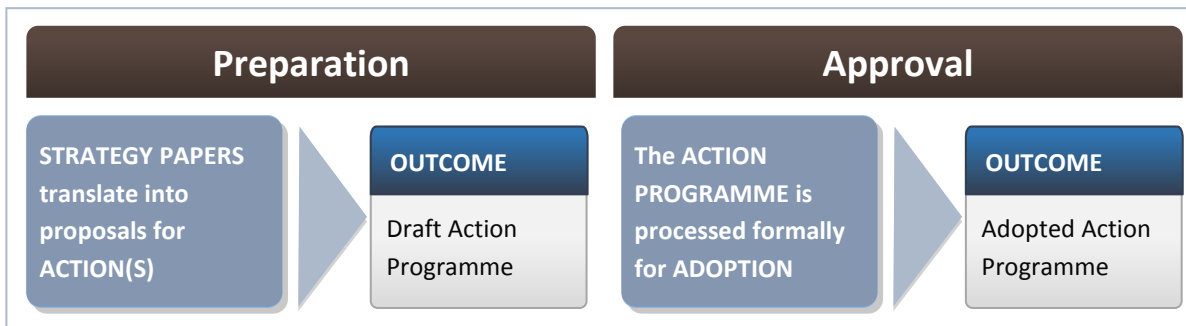 Preparation
STRATEGY PAPERS
translate into
proposals for
ACTION(S)
OUTCOME
Draft Action
Programme
Approval
The ACTION
PROGRAMME is
processed formally
for ADOPTION
OUTCOME
Adopted Action
Programme